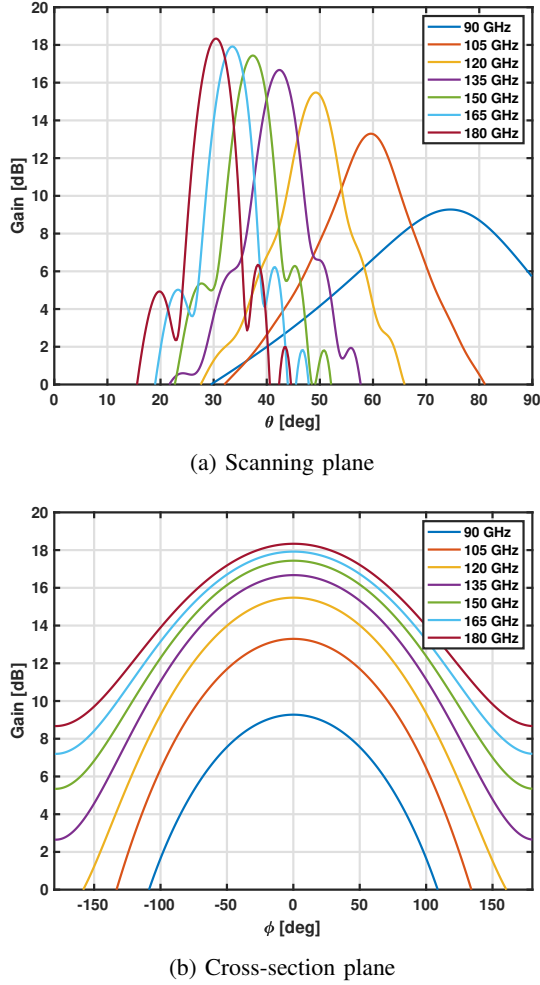 20
18
16
14
12
10
8
6
4
2
0
Gain [dB]
0 10 20 30 40 50 60 70 80 90
θ [deg]
90 GHz
105 GHz
120 GHz
135 GHz
150 GHz
165 GHz
180 GHz
(a) Scanning plane
20
18
16
14
12
10
8
6
4
2
0
Gain [dB]
-150 -100 -50 0 50 100 150
ϕ [deg]
90 GHz
105 GHz
120 GHz
135 GHz
150 GHz
165 GHz
180 GHz
(b) Cross-section plane